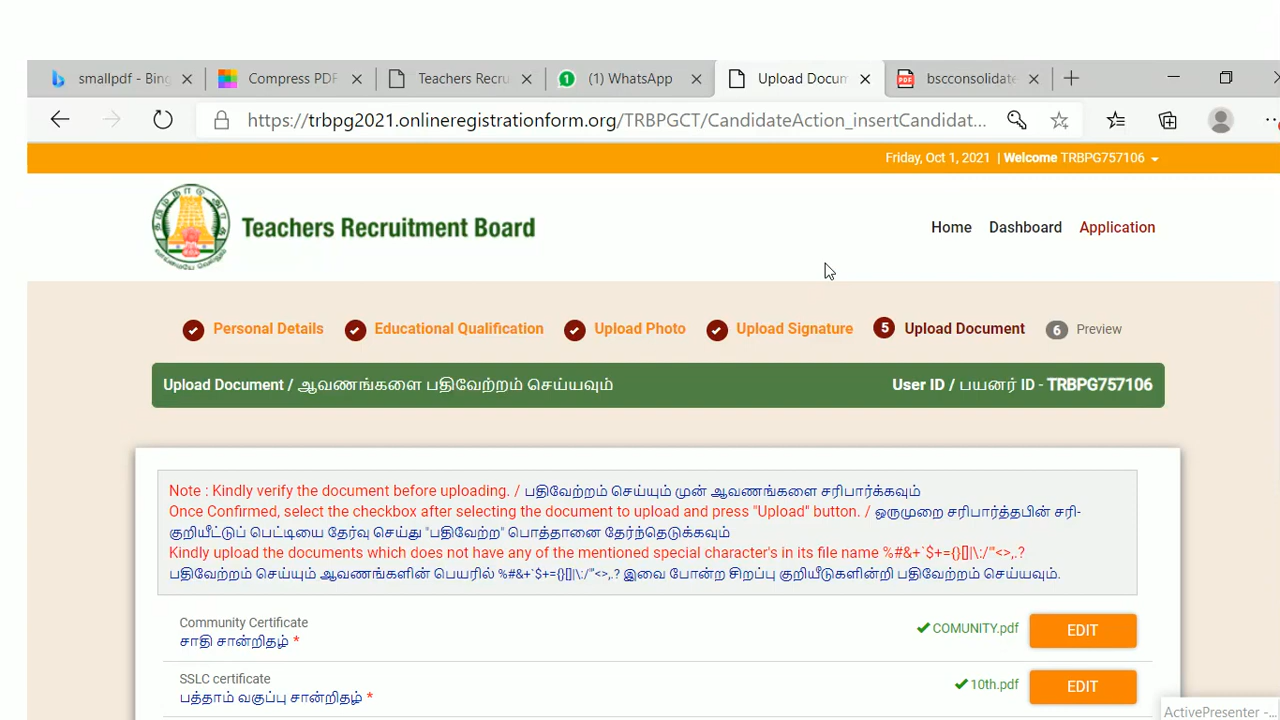 smallpdf - Bing
Compress PDF
Teachers Recru
(1) WhatsApp
Upload Docum
bscconsolidate
https://trbpg2021.onlineregistrationform.org/TRBPGCT/CandidateAction_insertCandidat...
Friday, Oct 1, 2021 | Welcome TRBPG757106
Teachers Recruitment Board
Home Dashboard Application
Personal Details Educational Qualification Upload Photo Upload Signature 5 Upload Document 6 Preview
Upload Document / ஆவணங்களை பதிவேற்றம் செய்யவும் User ID / பயனர் ID - TRBPG757106
Note : Kindly verify the document before uploading. / பதிவேற்றம் செய்யும் முன் ஆவணங்களை சரிபார்க்கவும்
Once Confirmed, select the checkbox after selecting the document to upload and press "Upload" button. / ஒருமுறை சரிபார்த்தபின் சரி-
குறியீட்டுப் பெட்டியை தேர்வு செய்து "பதிவேற்ற" பொத்தானை தேர்ந்தெடுக்கவும்
Kindly upload the documents which does not have any of the mentioned special character's in its file name %#&+`$+={}[]|\:/'"<>,.?
பதிவேற்றம் செய்யும் ஆவணங்களின் பெயரில் %#&+`$+={}[]|\:/'"<>,.? இவை போன்ற சிறப்பு குறியீடுகளின்றி பதிவேற்றம் செய்யவும்.
Community Certificate
சாதி சான்றிதழ் *
COMUNITY.pdf EDIT
SSLC certificate
பத்தாம் வகுப்பு சான்றிதழ் *
10th.pdf EDIT
ActivePresenter -...